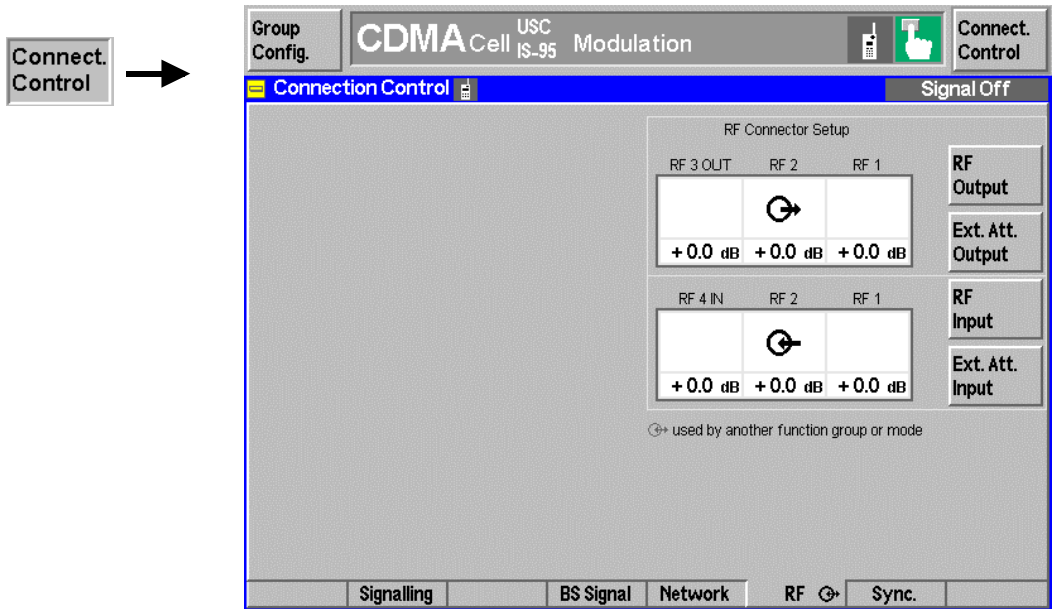 Connect.
Control
Group
Config.
CDMA Cell USC
IS-95 Modulation
Connect.
Control
Connection Control
Signal Off
RF Connector Setup
RF 3 OUT RF 2 RF 1
+ 0.0 dB + 0.0 dB + 0.0 dB
RF
Output
Ext. Att.
Output
RF 4 IN RF 2 RF 1
+ 0.0 dB + 0.0 dB + 0.0 dB
RF
Input
Ext. Att.
Input
used by another function group or mode
Signalling BS Signal Network RF Sync.